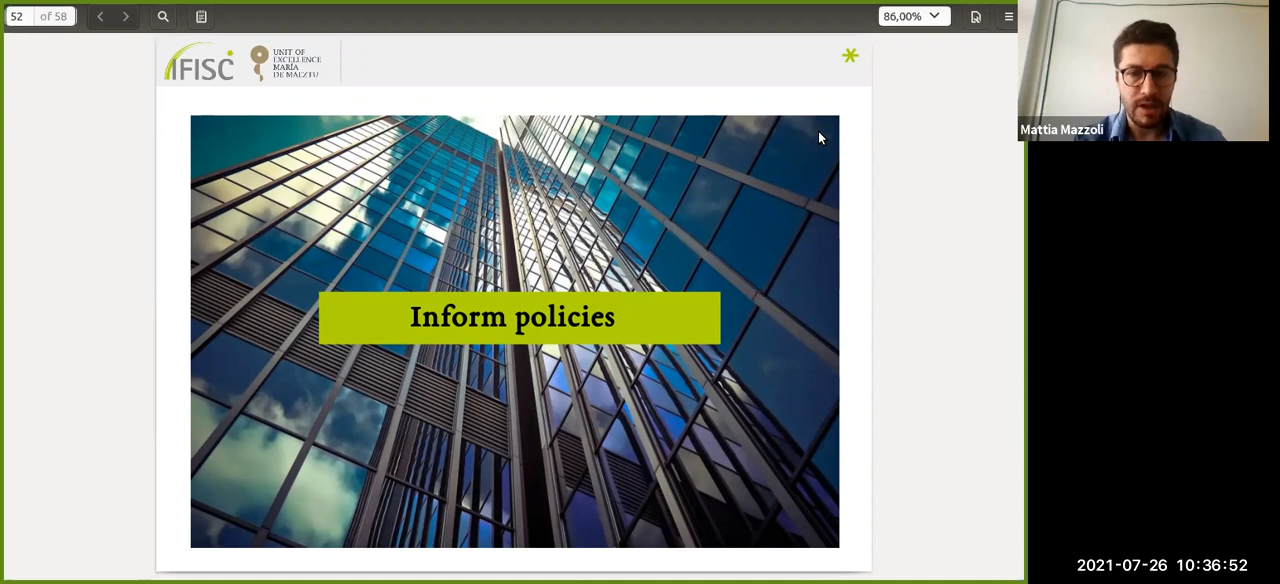 52 of 58
86,00%
IFISC
UNIT OF
EXCELLENCE
MARÍA
DE MAEZTU
Mattia Mazzoli
Inform policies
2021-07-26 10:36:52